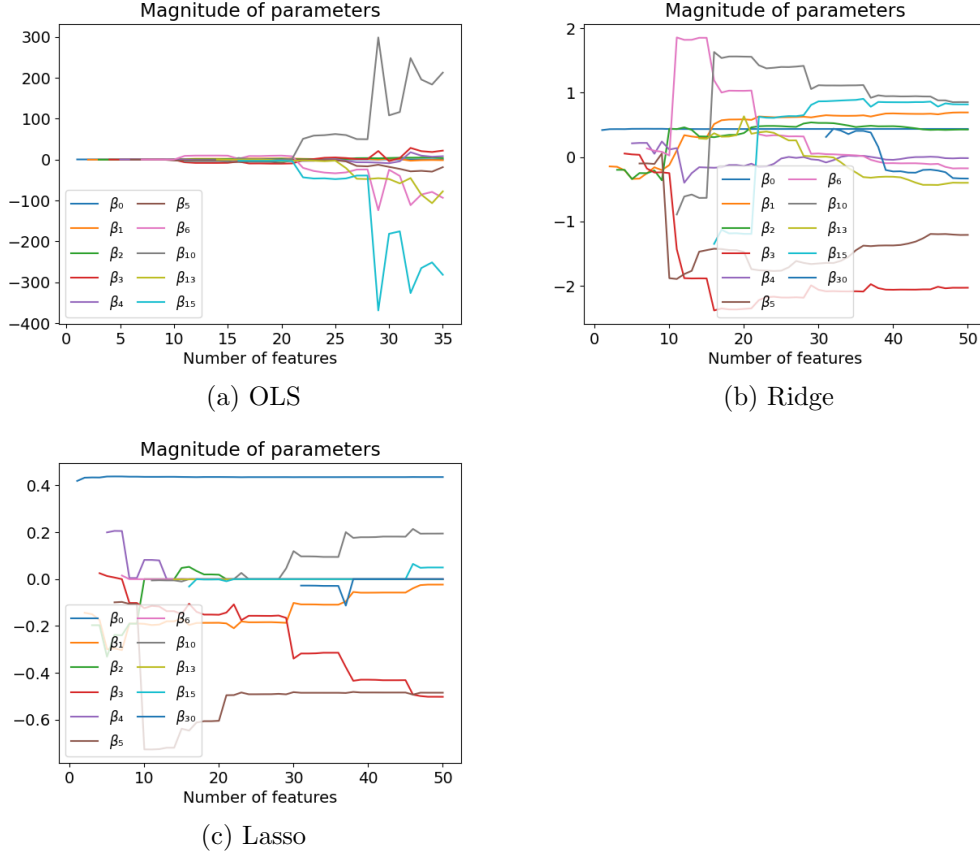 Magnitude of parameters
300
200
100
0
−100
−200
−300
−400
β0
β1
β2
β3
β4
β5
β6
β10
β13
β15
0 5 10 15 20 25 30 35
Number of features
(a) OLS
Magnitude of parameters
2
1
0
−1
−2
β0
β1
β2
β3
β4
β5
β6
β10
β13
β15
β30
0 10 20 30 40 50
Number of features
(b) Ridge
Magnitude of parameters
0.4
0.2
0.0
−0.2
−0.4
−0.6
β0
β1
β2
β3
β4
β5
β6
β10
β13
β15
β30
0 10 20 30 40 50
Number of features
(c) Lasso